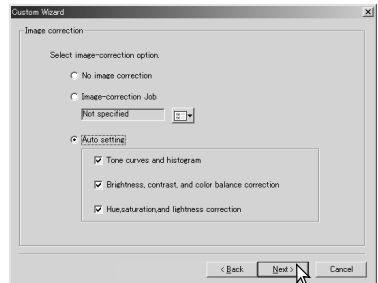 Custom Wizard
Image correction
Select image-correction option.
No image correction
Image-correction Job
Not specified
Auto setting
Tone curves and histogram
Brightness, contrast, and color balance correction
Hue,saturation,and lightness correction
< Back Next > Cancel